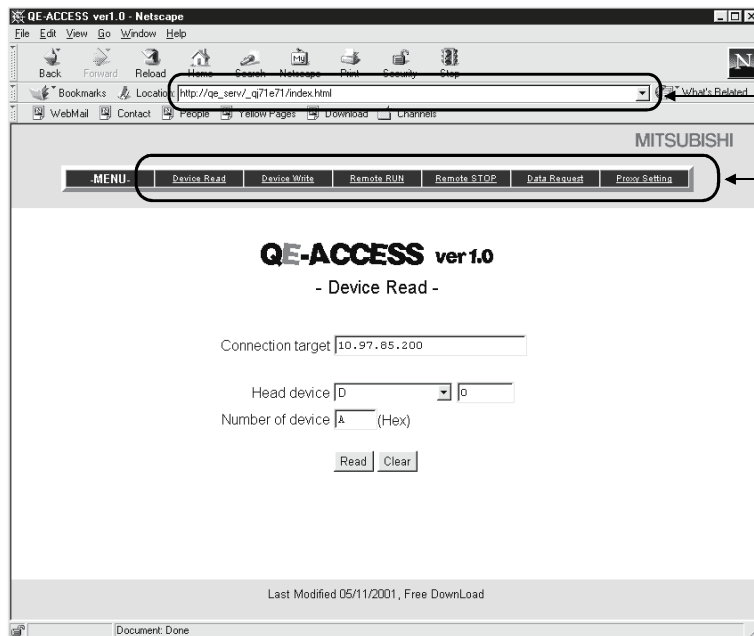 QE-ACCESS ver1.0 - Netscape
File Edit View Go Window Help
Back Forward Reload Home Search Netscape Print Security Stop
Bookmarks Location: http://qe_serv/_qj71e71/index.html What's Related
WebMail Contact People Yellow Pages Download Channels
MITSUBISHI
-MENU- Device Read Device Write Remote RUN Remote STOP Data Request Proxy Setting
QE-ACCESS ver1.0
- Device Read -
Connection target 10.97.85.200
Head device D 0
Number of device A (Hex)
Read Clear
Last Modified 05/11/2001, Free DownLoad
Document: Done